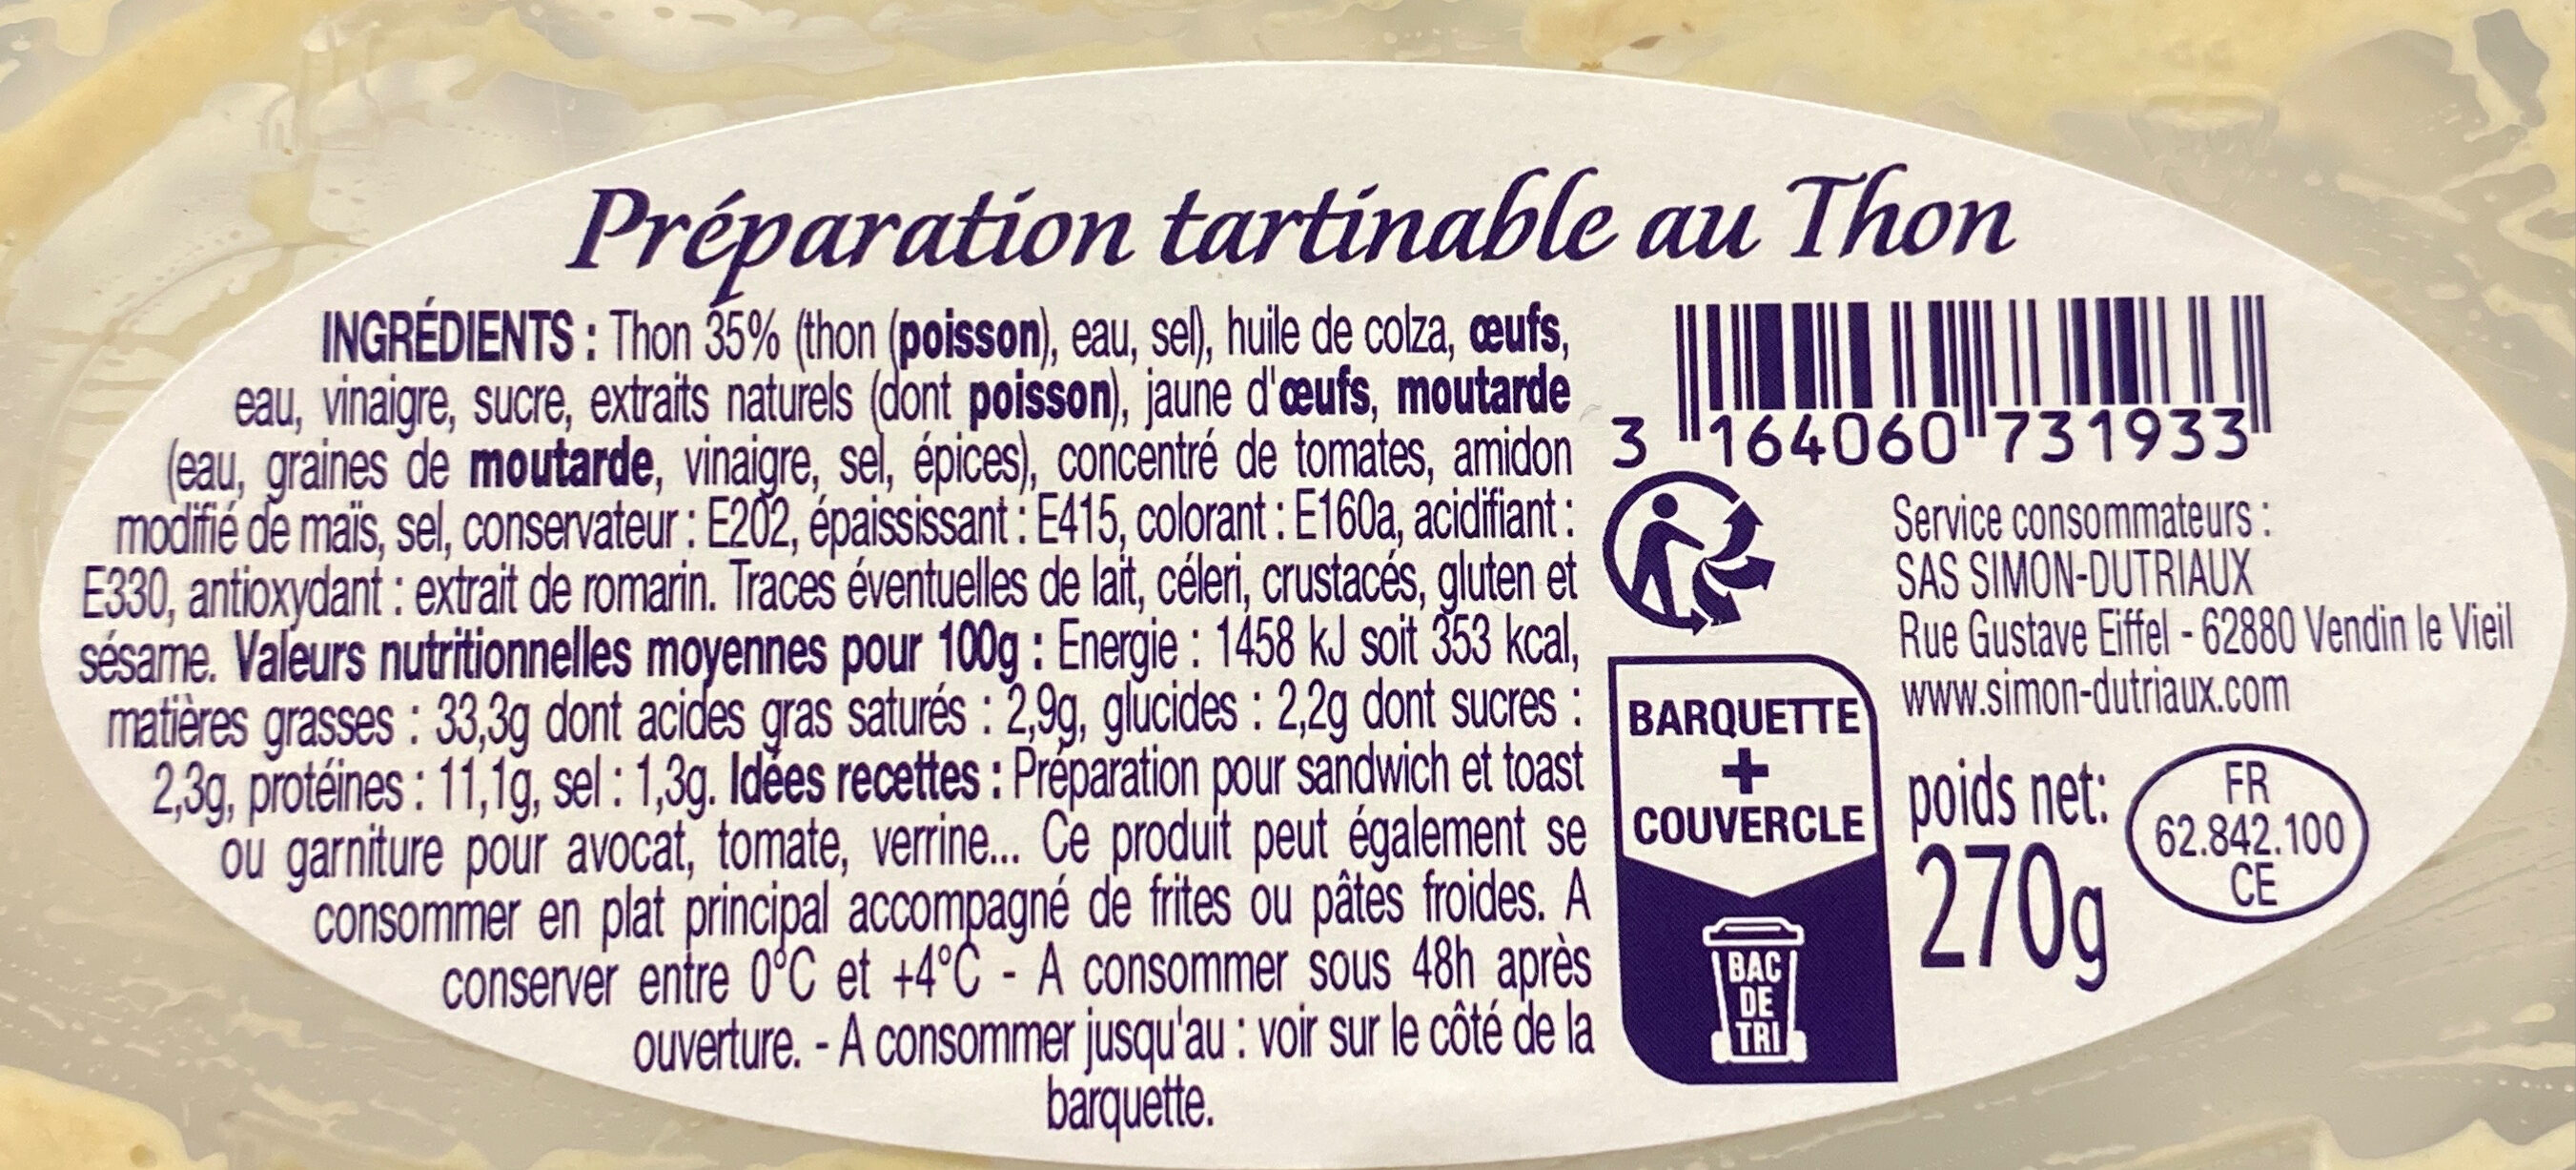 Préparation tartinable au Thon
INGRÉDIENTS : Thon 35% (thon (poisson), eau, sel), huile de colza, œufs,
eau, vinaigre, sucre, extraits naturels (dont poisson), jaune d'œufs, moutarde
(eau, graines de moutarde, vinaigre, sel, épices), concentré de tomates, amidon
modifié de maïs, sel, conservateur : E202, épaississant : E415, colorant : E160a, acidifiant :
E330, antioxydant : extrait de romarin. Traces éventuelles de lait, céleri, crustacés, gluten et
sésame. Valeurs nutritionnelles moyennes pour 100g : Energie : 1458 kJ soit 353 kcal,
matières grasses : 33,3g dont acides gras saturés : 2,9g, glucides : 2,2g dont sucres :
2,3g, protéines : 11,1g, sel : 1,3g. Idées recettes : Préparation pour sandwich et toast
ou garniture pour avocat, tomate, verrine... Ce produit peut également se
consommer en plat principal accompagné de frites ou pâtes froides. A
conserver entre 0°C et +4°C - A consommer sous 48h après
ouverture. - A consommer jusqu'au : voir sur le côté de la
barquette.
3 164060 731933
Service consommateurs :
SAS SIMON-DUTRIAUX
Rue Gustave Eiffel - 62880 Vendin le Vieil
www.simon-dutriaux.com
BARQUETTE
+
COUVERCLE
BAC
DE
TRI
poids net:
270g
FR
62.842.100
CE